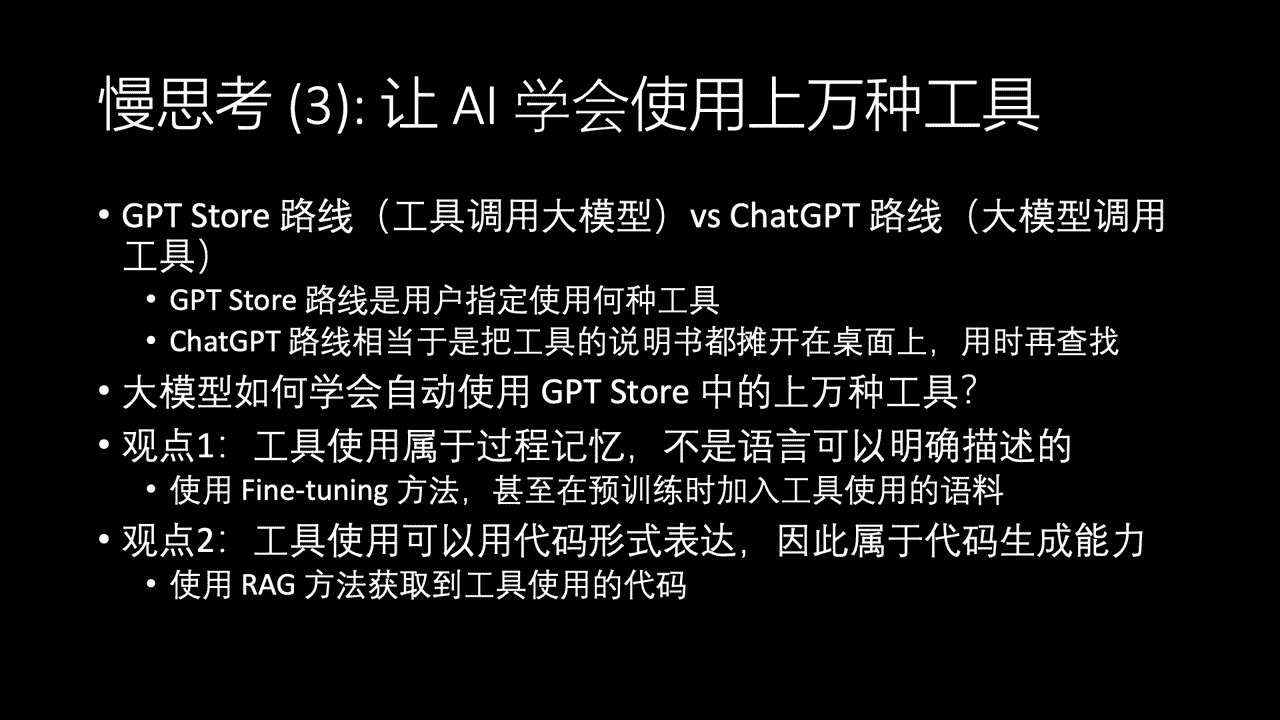 慢思考 (3): 让 AI 学会使用上万种工具
• GPT Store 路线（工具调用大模型）vs ChatGPT 路线（大模型调用
工具）
• GPT Store 路线是用户指定使用何种工具
• ChatGPT 路线相当于是把工具的说明书都摊开在桌面上，用时再查找
• 大模型如何学会自动使用 GPT Store 中的上万种工具？
• 观点1：工具使用属于过程记忆，不是语言可以明确描述的
• 使用 Fine-tuning 方法，甚至在预训练时加入工具使用的语料
• 观点2：工具使用可以用代码形式表达，因此属于代码生成能力
• 使用 RAG 方法获取到工具使用的代码